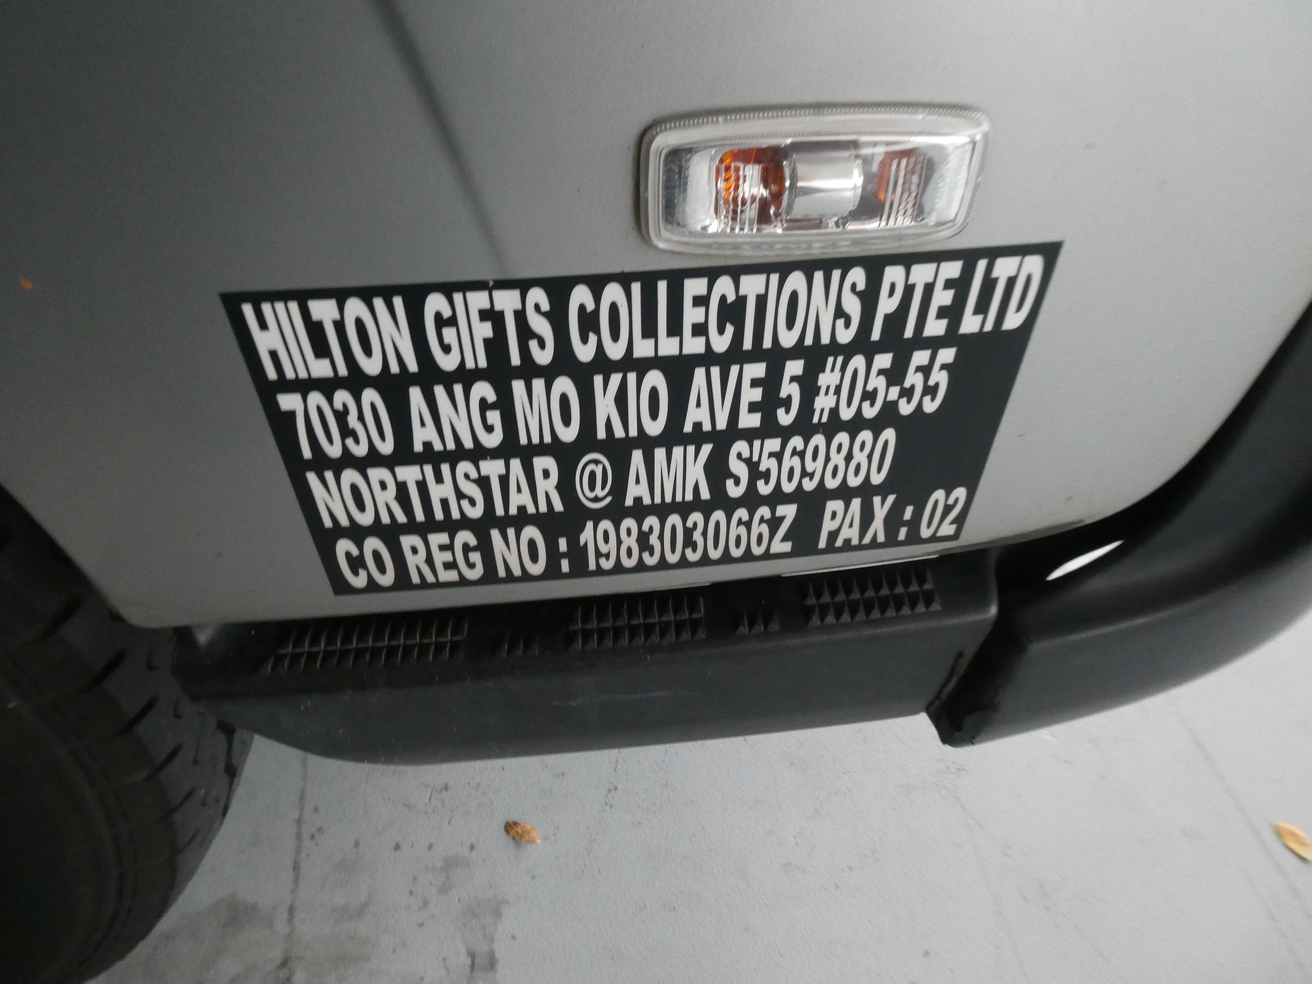 HILTON GIFTS COLLECTIONS PTE LTD
7030 ANG MO KIO AVE 5 #05-55
NORTHSTAR @ AMK S'569880
CO REG NO : 198303066Z PAX : 02